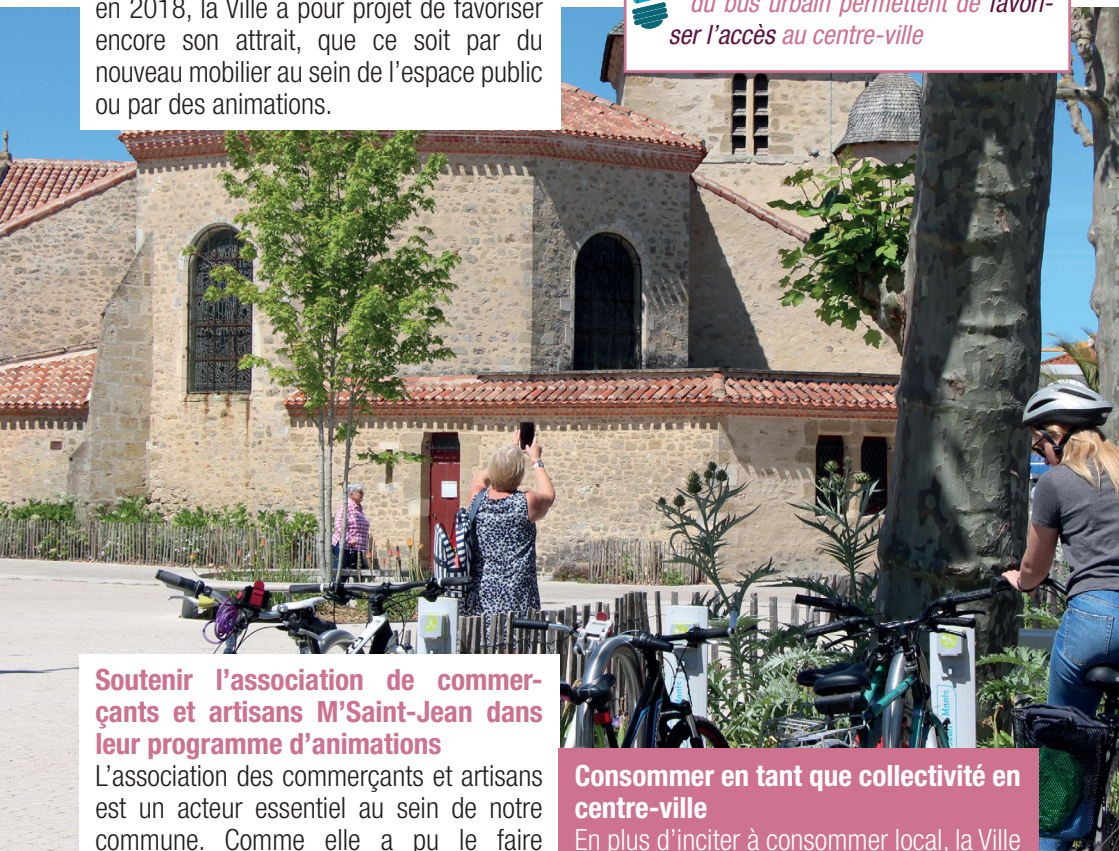 en 2018, la Ville a pour projet de favoriser
encore son attrait, que ce soit par du
nouveau mobilier au sein de l'espace public
ou par des animations.
du bus urbain permettent de favori-
ser l'accès au centre-ville
Soutenir l'association de commer-
çants et artisans M'Saint-Jean dans
leur programme d'animations
L'association des commerçants et artisans
est un acteur essentiel au sein de notre
commune. Comme elle a pu le faire
Consommer en tant que collectivité en
centre-ville
En plus d'inciter à consommer local, la Ville